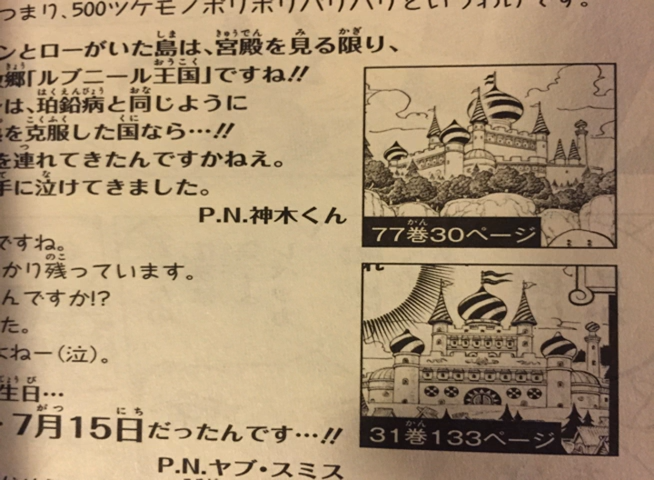 つまり、500ツケモノポリポリパリパリというわけです。
ンとローがいた島は、宮殿を見る限り、
郷「ルブニール王国」ですね!!
は、珀鉛病と同じように
を克服した国なら…!!
を連れてきたんですかねえ。
手に泣けてきました。
P.N.神木くん
ですね。
かり残っています。
んですか!?
た。
よねー(泣)。
生日…
7月15日だったんです…!!
P.N.ヤブ・スミス
77巻30ページ
31巻133ページ